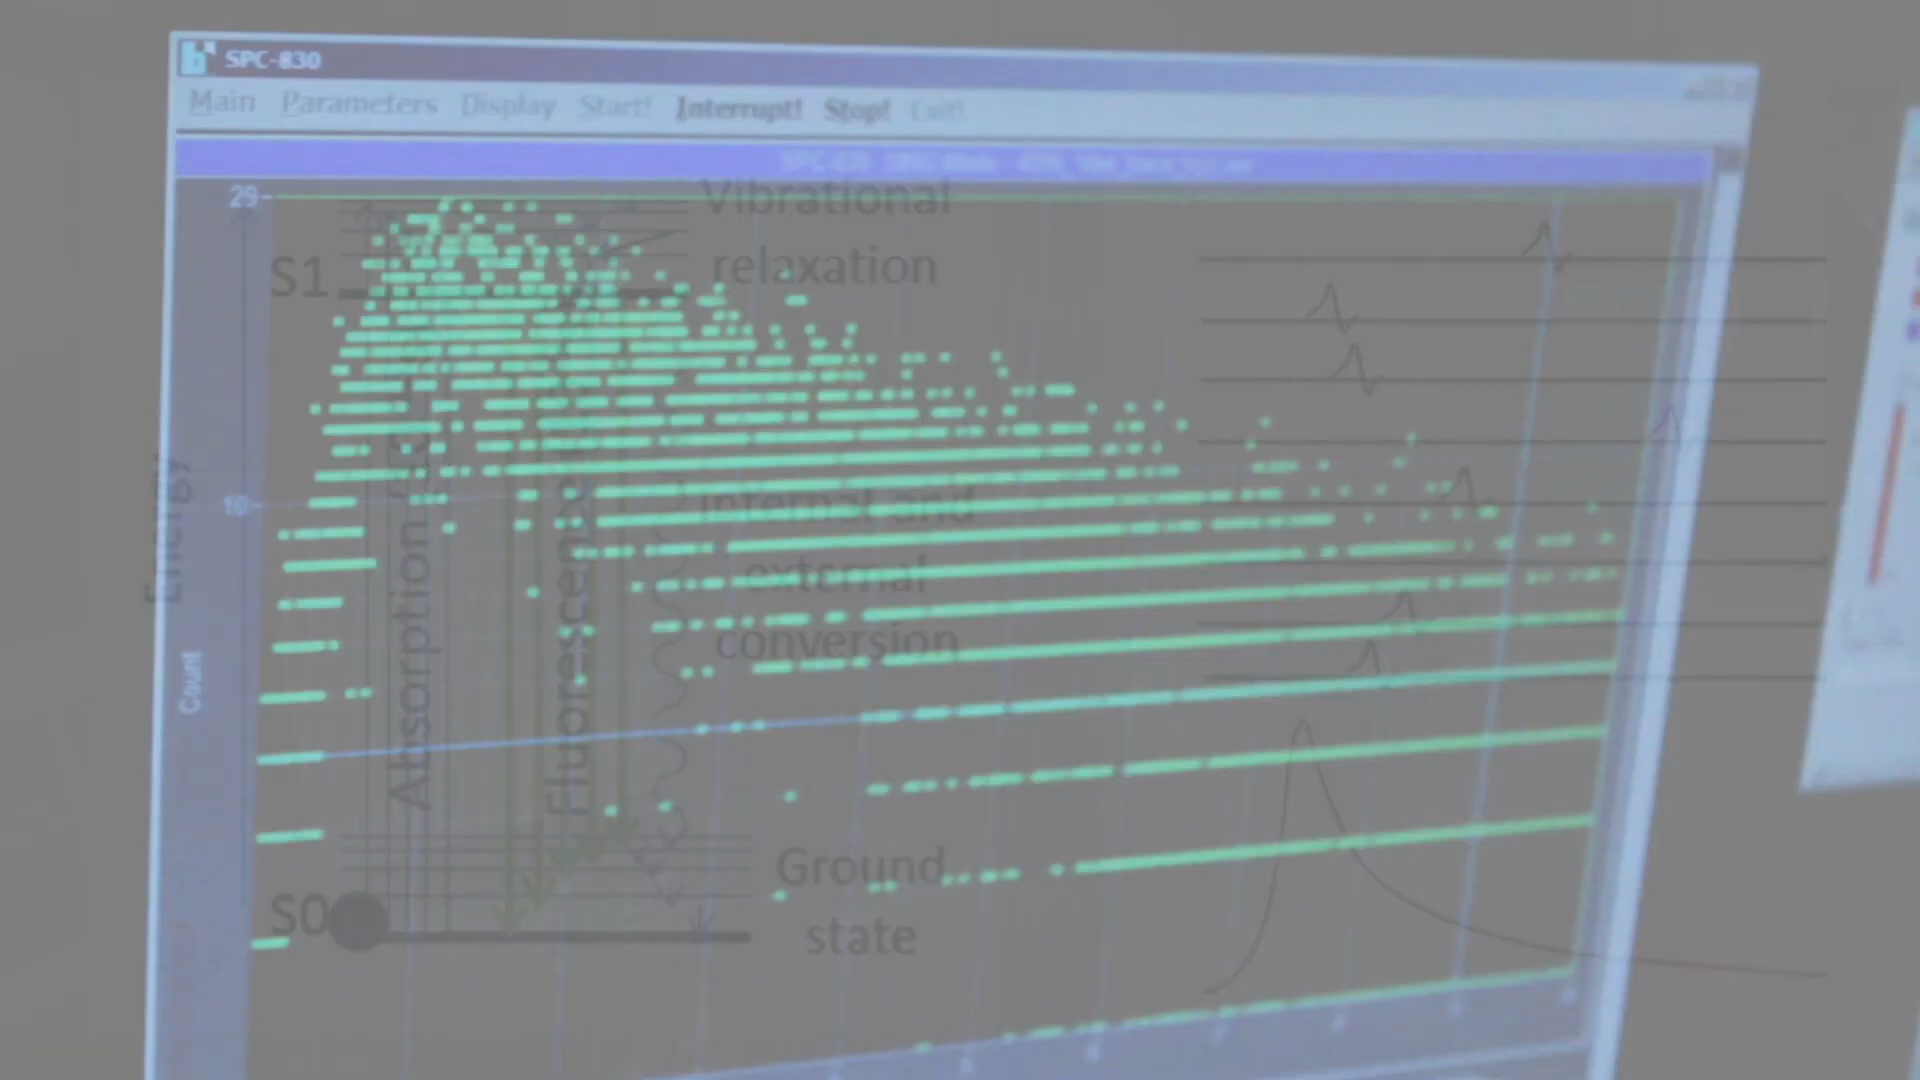 SPC-830
Main Parameters Display Start! Interrupt! Stop! Exit!
29
Vibrational
relaxation
S1
10
Internal and
external
conversion
Energy
Absorption
Fluorescence
Count
Ground
state
S0